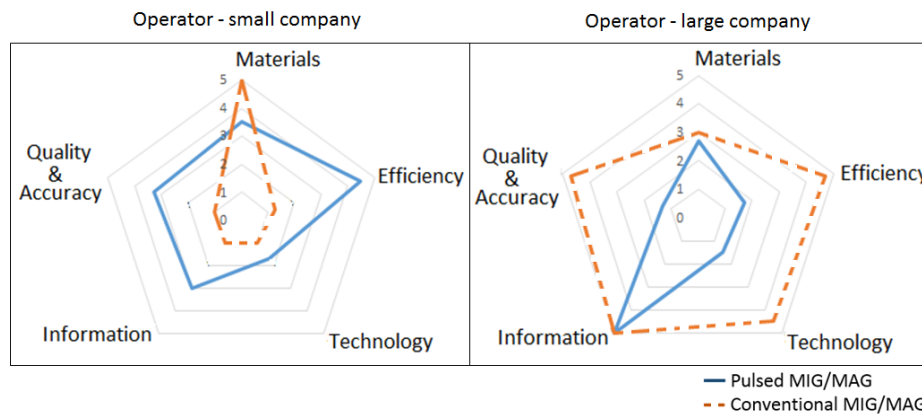 Operator - small company
Operator - large company
Materials
5
4
3
2
1
0
Quality
&
Accuracy
Efficiency
Information
Technology
Materials
5
4
3
2
1
0
Quality
&
Accuracy
Efficiency
Information
Technology
Pulsed MIG/MAG
Conventional MIG/MAG